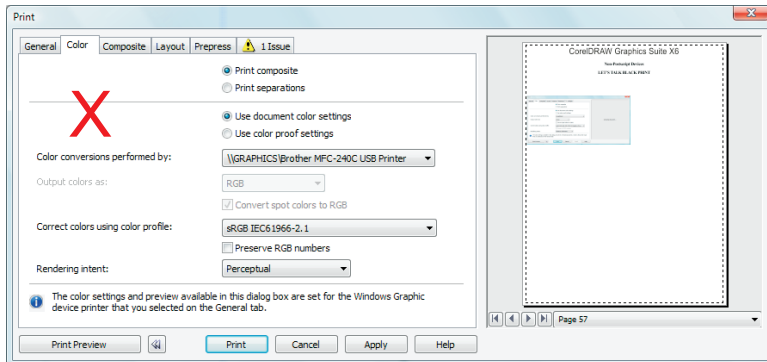 Print
General Color Composite Layout Prepress 1 Issue
Print composite
Print separations
X
Use document color settings
Use color proof settings
Color conversions performed by: \\GRAPHICS\Brother MFC-240C USB Printer
Output colors as: RGB
Convert spot colors to RGB
Correct colors using color profile: sRGB IEC61966-2.1
Preserve RGB numbers
Rendering intent: Perceptual
The color settings and preview available in this dialog box are set for the Windows Graphic
device printer that you selected on the General tab.
Print Preview Print Cancel Apply Help
CorelDRAW Graphics Suite X6
Non-Postscript Devices
LET'S TALK BLACK PRINT
Page 57